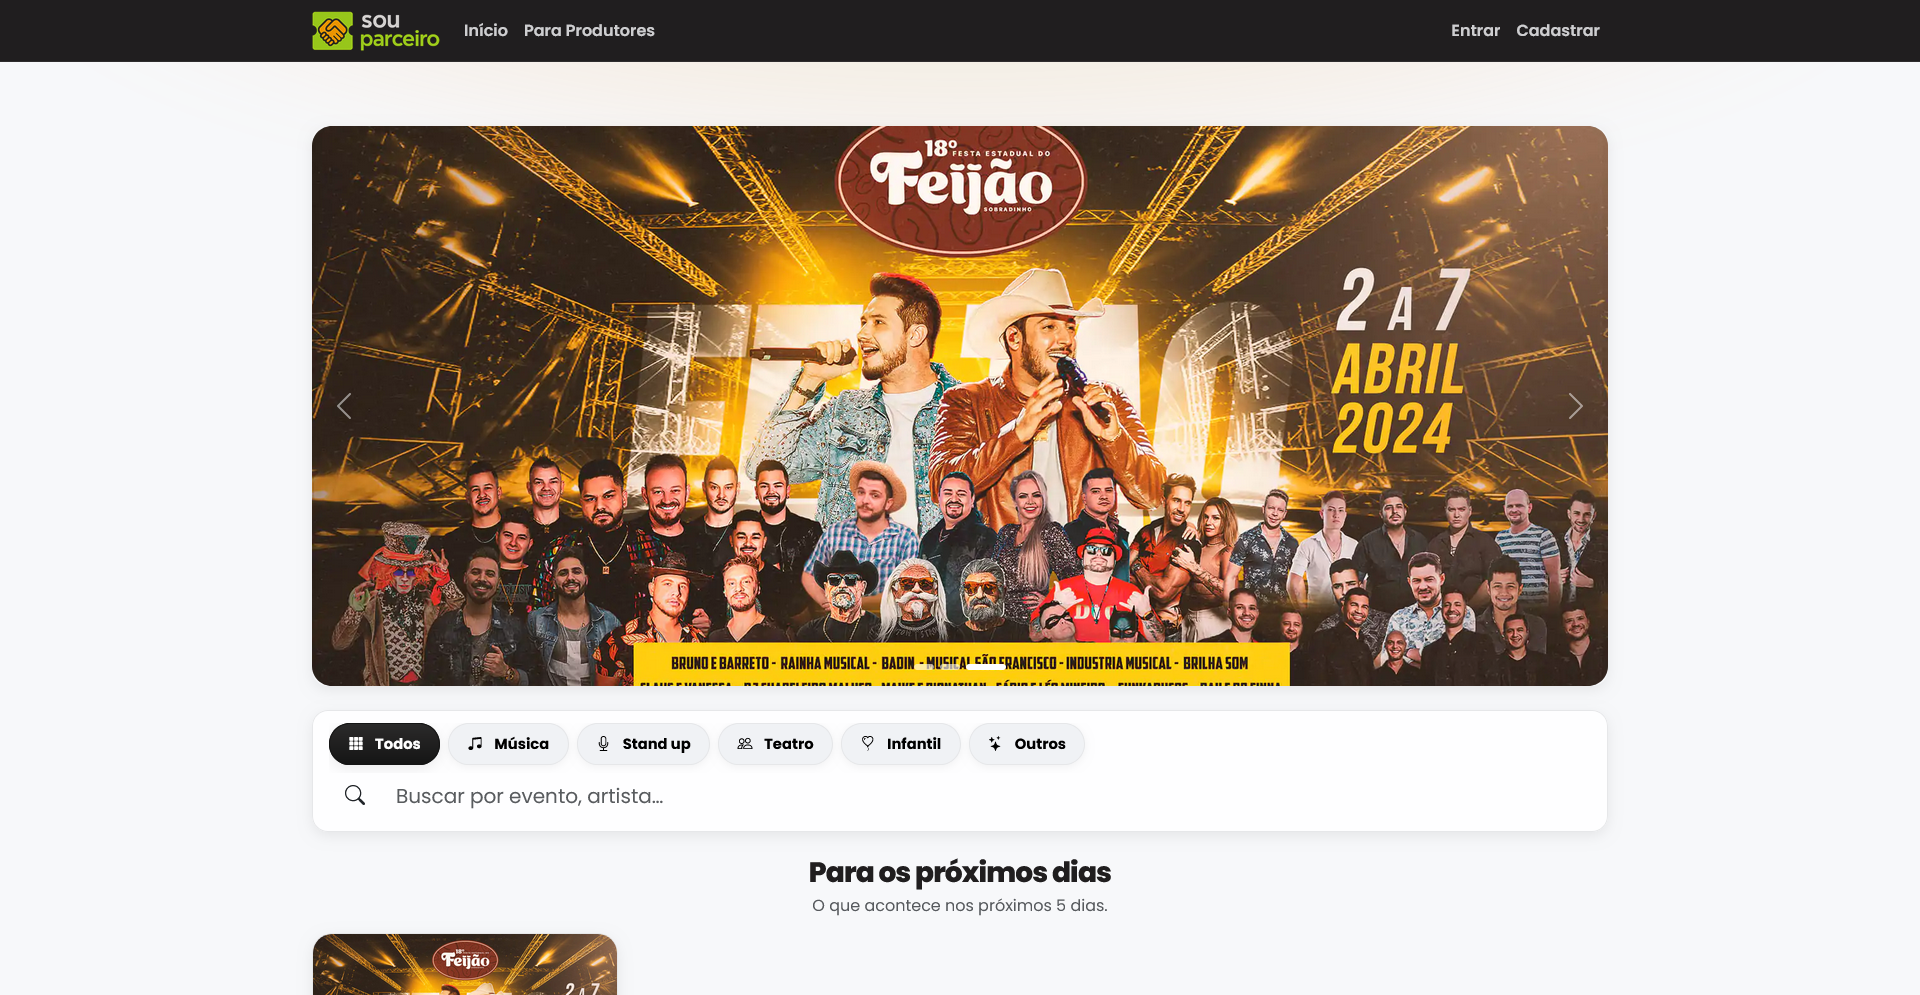 sou
parceiro
Início
Para Produtores
Entrar
Cadastrar
18º FESTA ESTADUAL DO
Feijão
SOBRADINHO
2 A 7
ABRIL
2024
BRUNO E BARRETO - RAINHA MUSICAL - BADIN - MUSICAL SÃO FRANCISCO - INDUSTRIA MUSICAL - BRILHA SOM
Todos
Música
Stand up
Teatro
Infantil
Outros
Buscar por evento, artista...
Para os próximos dias
O que acontece nos próximos 5 dias.
18º
Feijão
2 A 7